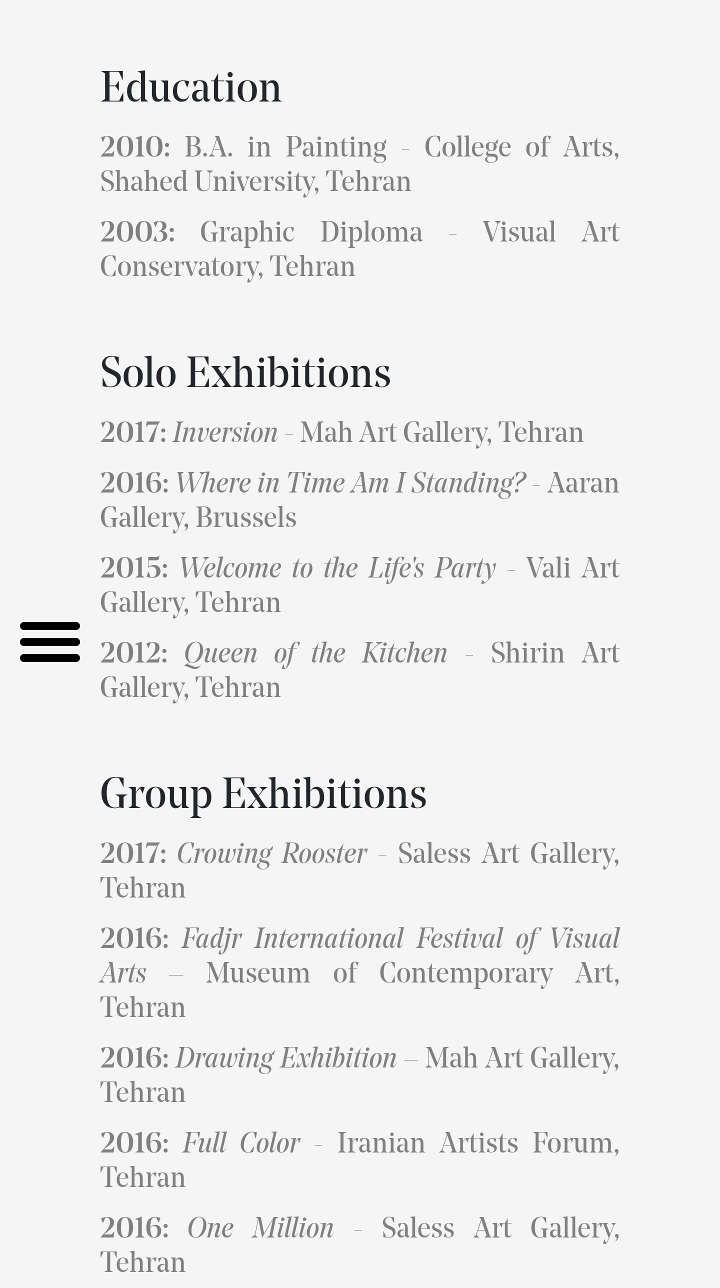 Education
2010: B.A. in Painting - College of Arts,
Shahed University, Tehran
2003: Graphic Diploma - Visual Art
Conservatory, Tehran
Solo Exhibitions
2017: Inversion - Mah Art Gallery, Tehran
2016: Where in Time Am I Standing? - Aaran
Gallery, Brussels
2015: Welcome to the Life's Party - Vali Art
Gallery, Tehran
2012: Queen of the Kitchen - Shirin Art
Gallery, Tehran
Group Exhibitions
2017: Crowing Rooster - Saless Art Gallery,
Tehran
2016: Fadjr International Festival of Visual
Arts – Museum of Contemporary Art,
Tehran
2016: Drawing Exhibition – Mah Art Gallery,
Tehran
2016: Full Color - Iranian Artists Forum,
Tehran
2016: One Million - Saless Art Gallery,
Tehran